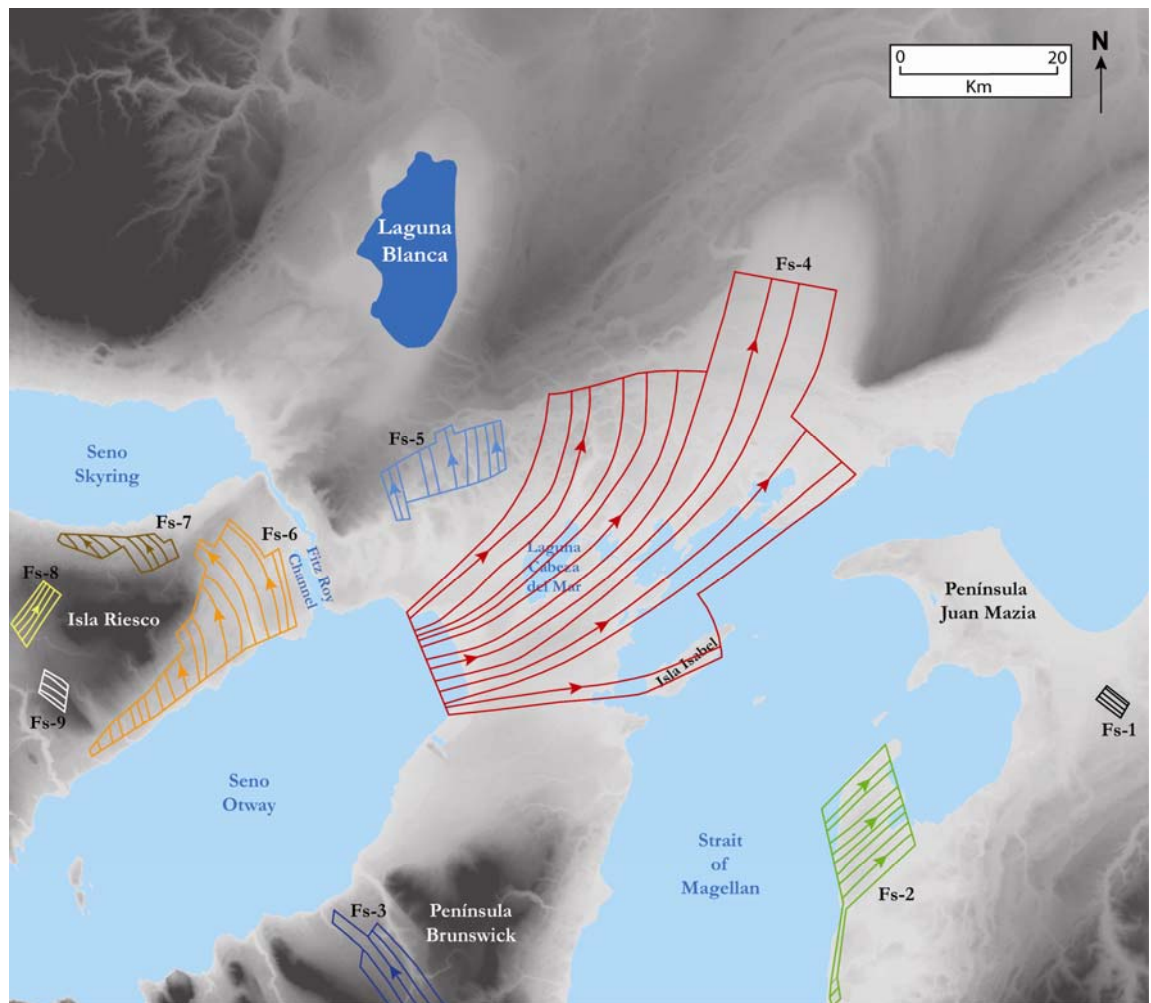 0
20
Km
N
Laguna
Blanca
Fs-4
Fs-5
Seno
Skyring
Fs-7
Fs-6
Fitz Roy
Channel
Fs-8
Laguna
Cabeza
del Mar
Isla Riesco
Península
Juan Mazia
Isla Isabel
Fs-9
Fs-1
Seno
Otway
Strait
of
Magellan
Fs-2
Fs-3
Península
Brunswick